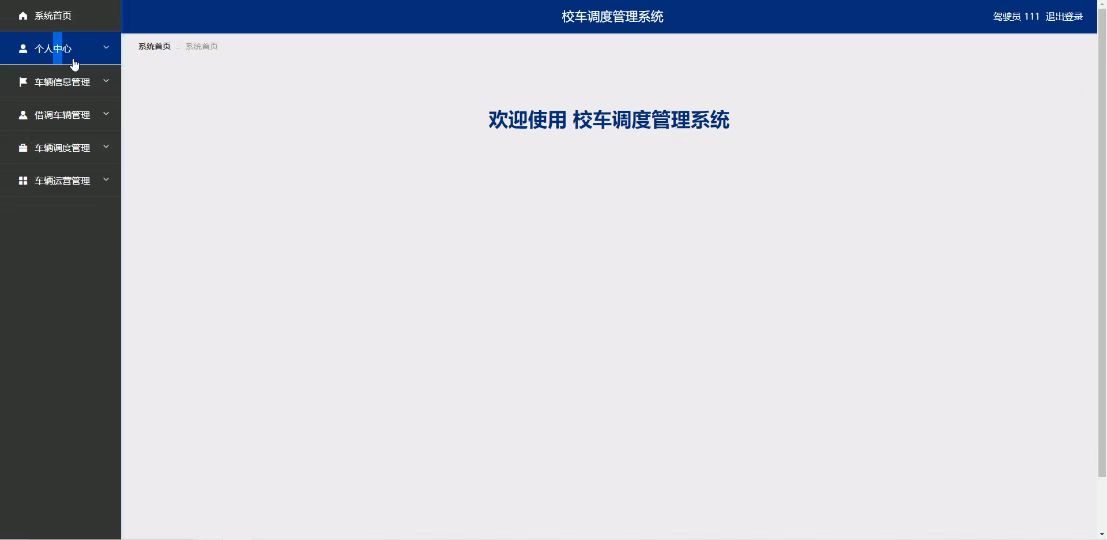 系统首页
校车调度管理系统
驾驶员 111 退出登录
个人中心
系统首页 :: 系统首页
车辆信息管理
借调车辆管理
车辆调度管理
车辆运营管理
欢迎使用 校车调度管理系统